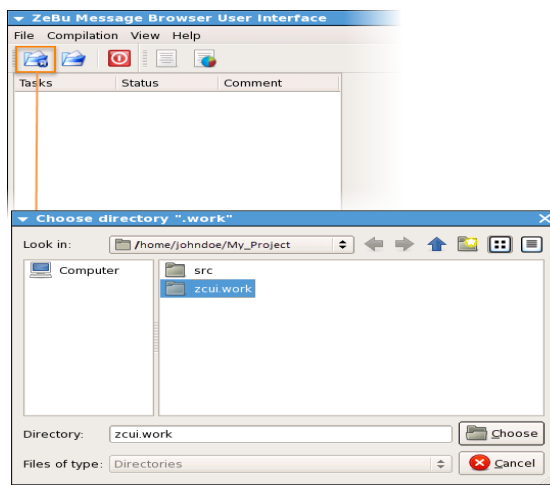 ZeBu Message Browser User Interface
File Compilation View Help
Tasks Status Comment
Choose directory ".work"
Look in: /home/johndoe/My_Project
Computer src
zcui.work
Directory: zcui.work Choose
Files of type: Directories Cancel